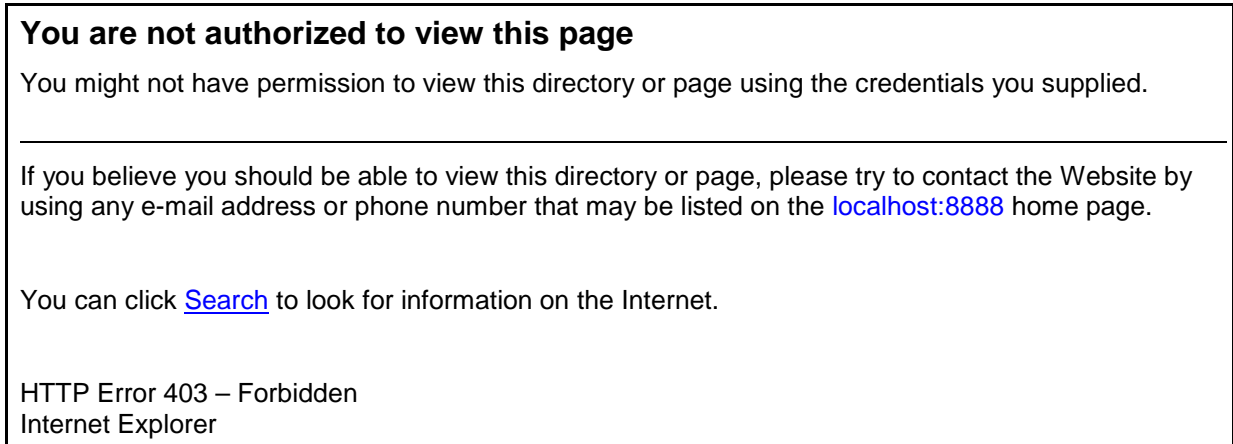 You are not authorized to view this page
You might not have permission to view this directory or page using the credentials you supplied.
If you believe you should be able to view this directory or page, please try to contact the Website by
using any e-mail address or phone number that may be listed on the localhost:8888 home page.
You can click Search to look for information on the Internet.
HTTP Error 403 – Forbidden
Internet Explorer